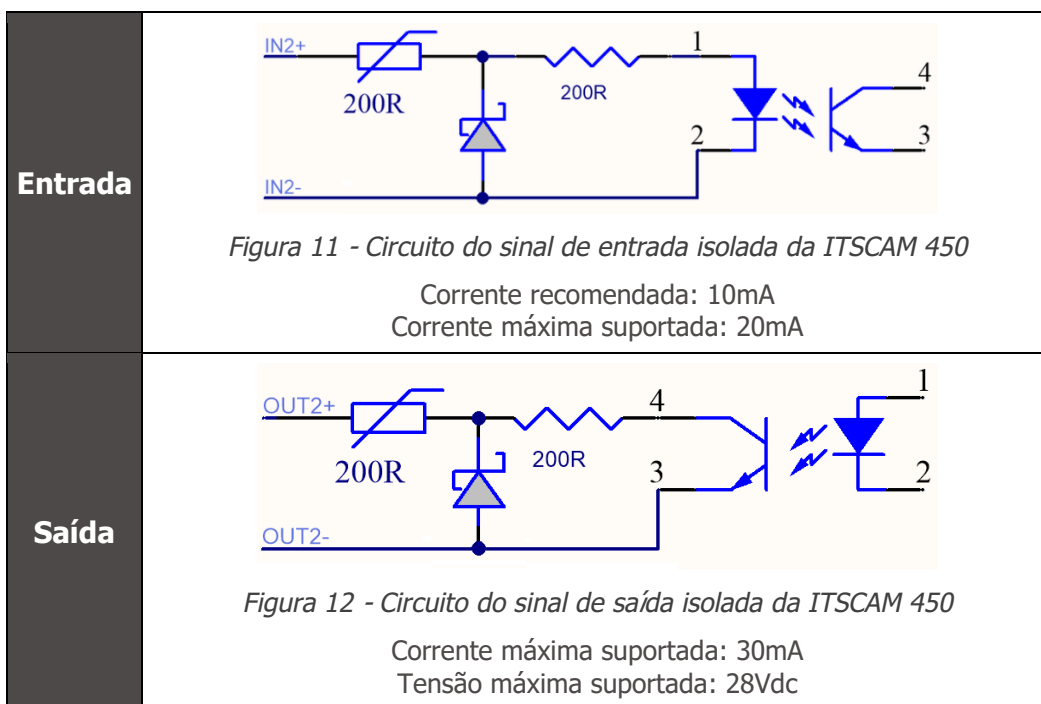 Entrada
IN2+
200R
200R
1
2
4
3
IN2-
Figura 11 - Circuito do sinal de entrada isolada da ITSCAM 450
Corrente recomendada: 10mA
Corrente máxima suportada: 20mA
Saída
OUT2+
200R
200R
4
3
1
2
OUT2-
Figura 12 - Circuito do sinal de saída isolada da ITSCAM 450
Corrente máxima suportada: 30mA
Tensão máxima suportada: 28Vdc